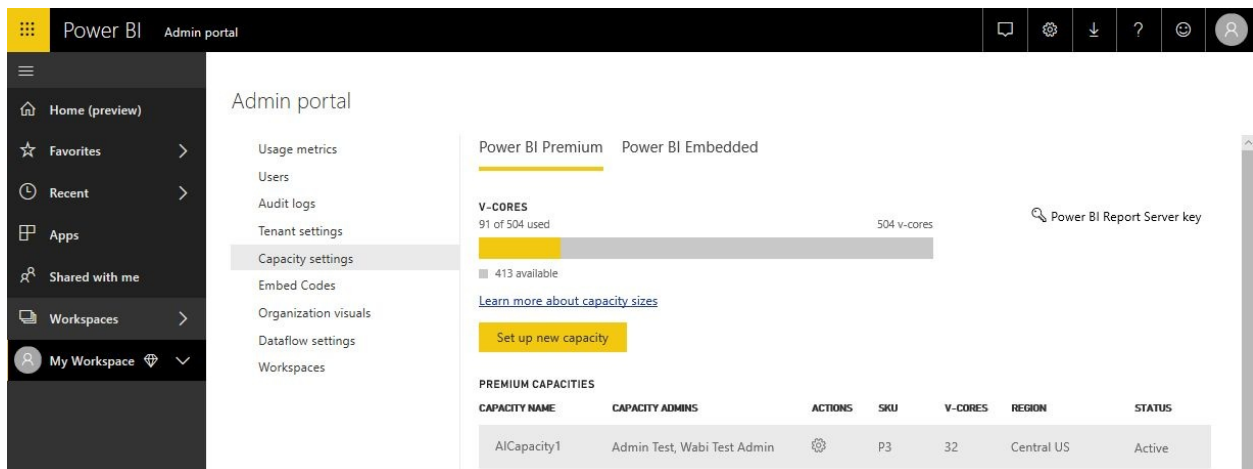 Power BI Admin portal
Home (preview)
Favorites
Recent
Apps
Shared with me
Workspaces
My Workspace
Admin portal
Usage metrics
Users
Audit logs
Tenant settings
Capacity settings
Embed Codes
Organization visuals
Dataflow settings
Workspaces
Power BI Premium Power BI Embedded
V-CORES
91 of 504 used 504 v-cores
413 available
Power BI Report Server key
Learn more about capacity sizes
Set up new capacity
PREMIUM CAPACITIES
CAPACITY NAME CAPACITY ADMINS ACTIONS SKU V-CORES REGION STATUS
AICapacity1 Admin Test, Wabi Test Admin P3 32 Central US Active